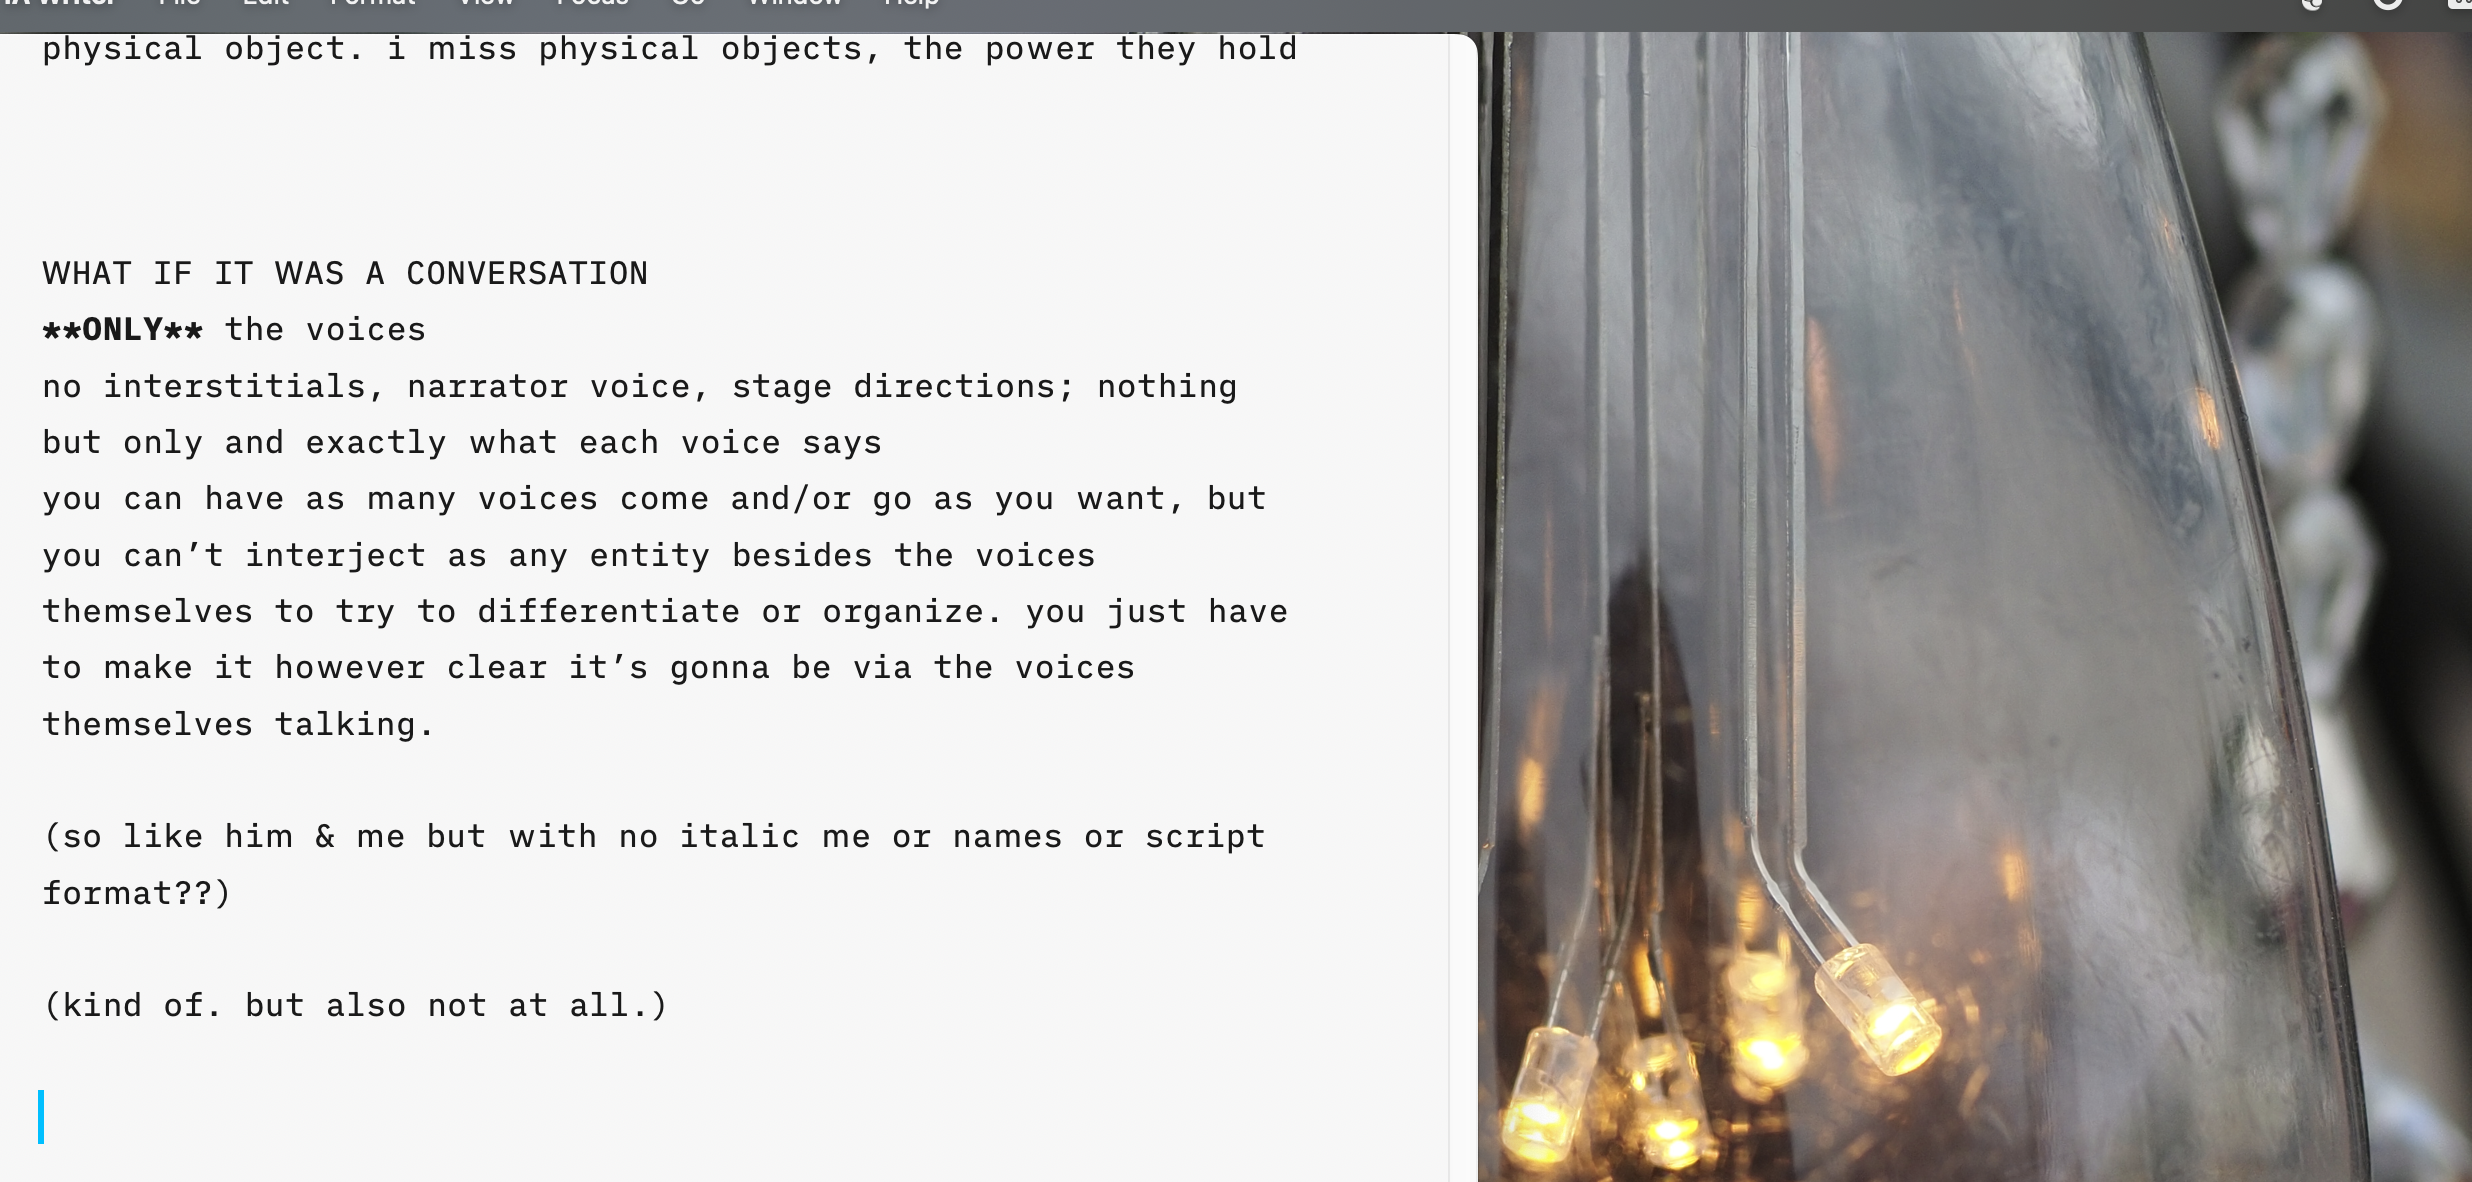 iA Writer File Edit Format View Focus Go Window Help
physical object. i miss physical objects, the power they hold
WHAT IF IT WAS A CONVERSATION
**ONLY** the voices
no interstitials, narrator voice, stage directions; nothing
but only and exactly what each voice says
you can have as many voices come and/or go as you want, but
you can’t interject as any entity besides the voices
themselves to try to differentiate or organize. you just have
to make it however clear it’s gonna be via the voices
themselves talking.
(so like him & me but with no italic me or names or script
format??)
(kind of. but also not at all.)